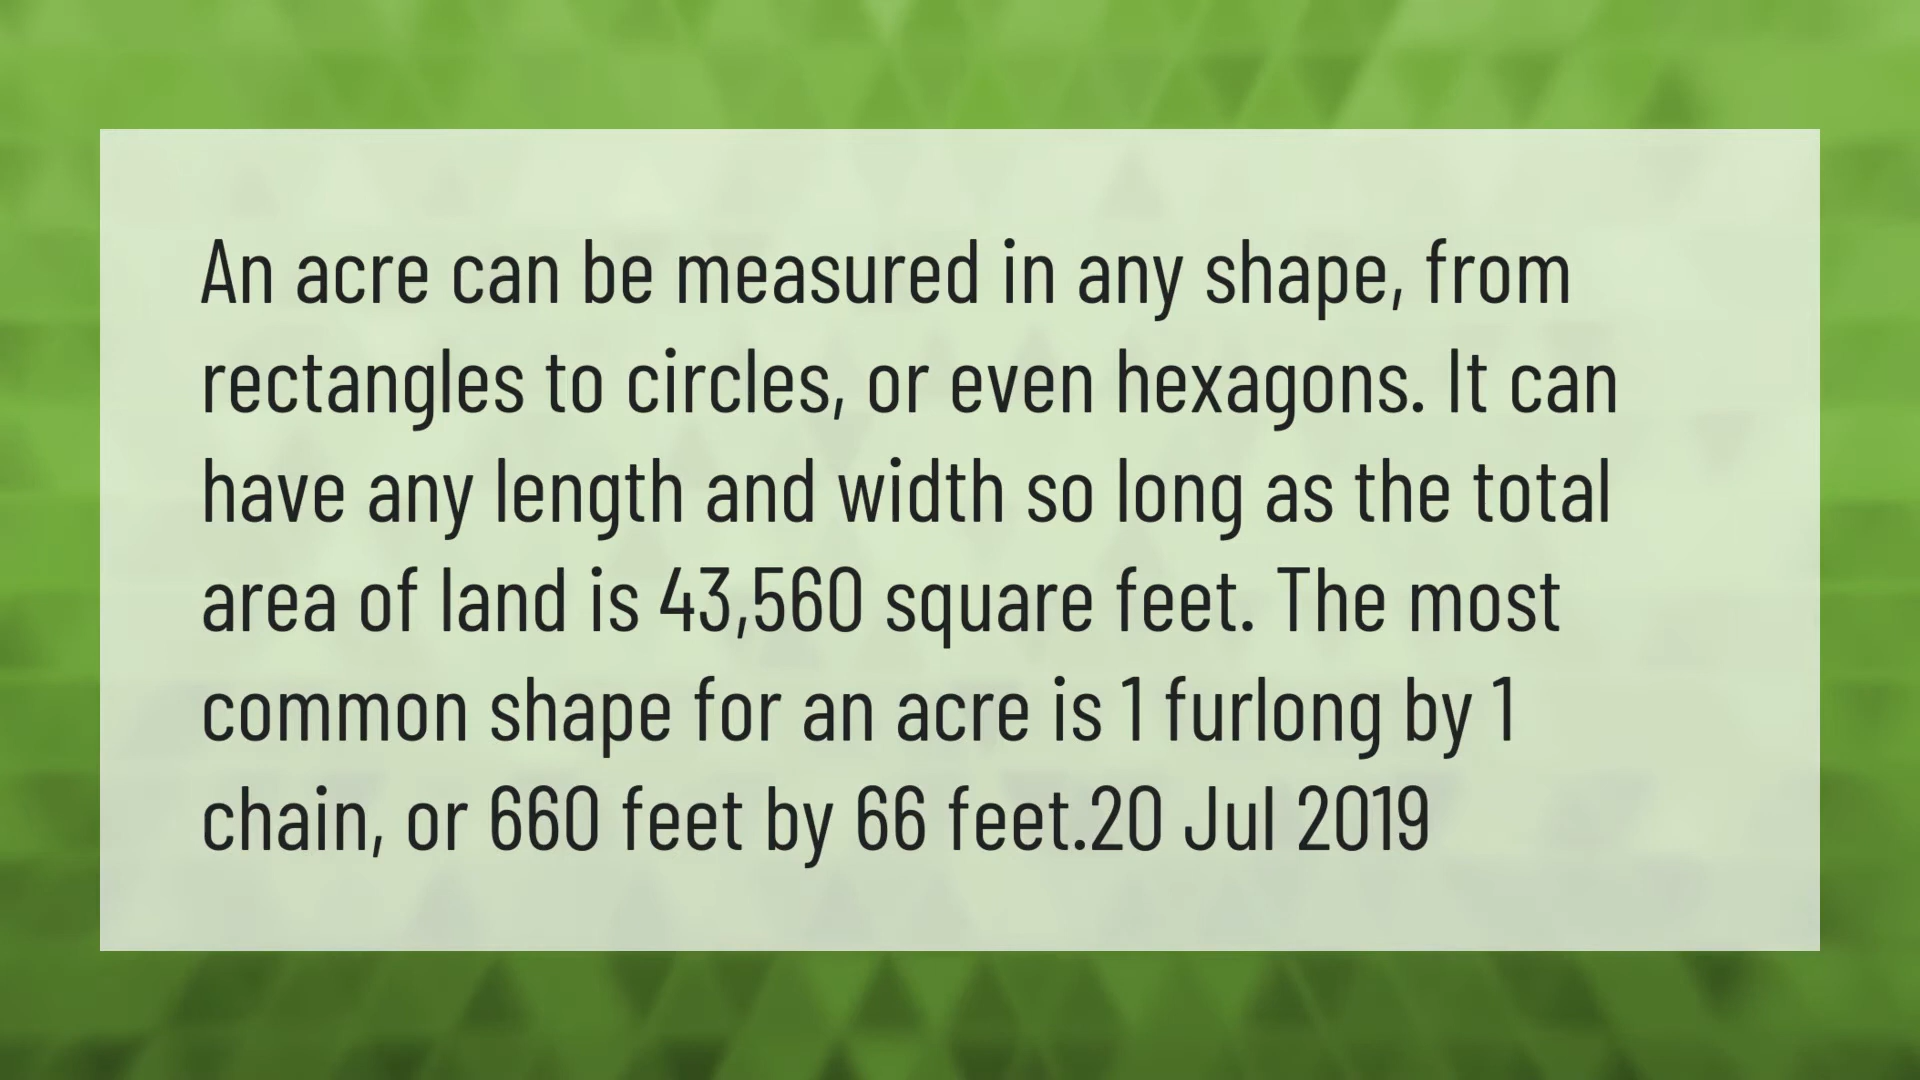 An acre can be measured in any shape, from
rectangles to circles, or even hexagons. It can
have any length and width so long as the total
area of land is 43,560 square feet. The most
common shape for an acre is 1 furlong by 1
chain, or 660 feet by 66 feet.20 Jul 2019